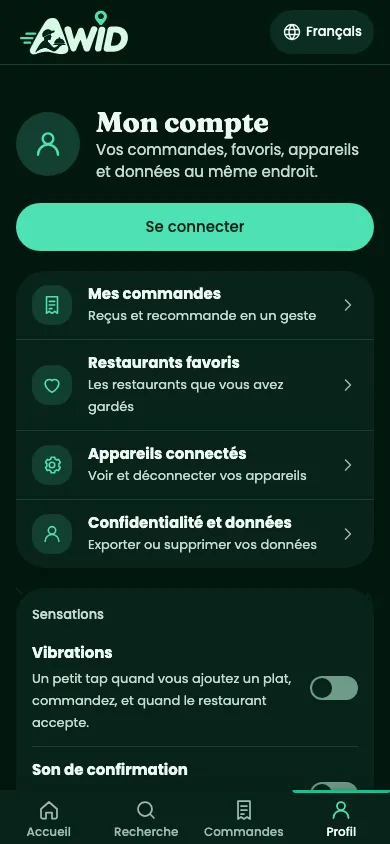 AWID
Français
Mon compte
Vos commandes, favoris, appareils
et données au même endroit.
Se connecter
Mes commandes
Reçus et recommande en un geste
Restaurants favoris
Les restaurants que vous avez
gardés
Appareils connectés
Voir et déconnecter vos appareils
Confidentialité et données
Exporter ou supprimer vos données
Sensations
Vibrations
Un petit tap quand vous ajoutez un plat,
commandez, et quand le restaurant
accepte.
Son de confirmation
Accueil
Recherche
Commandes
Profil